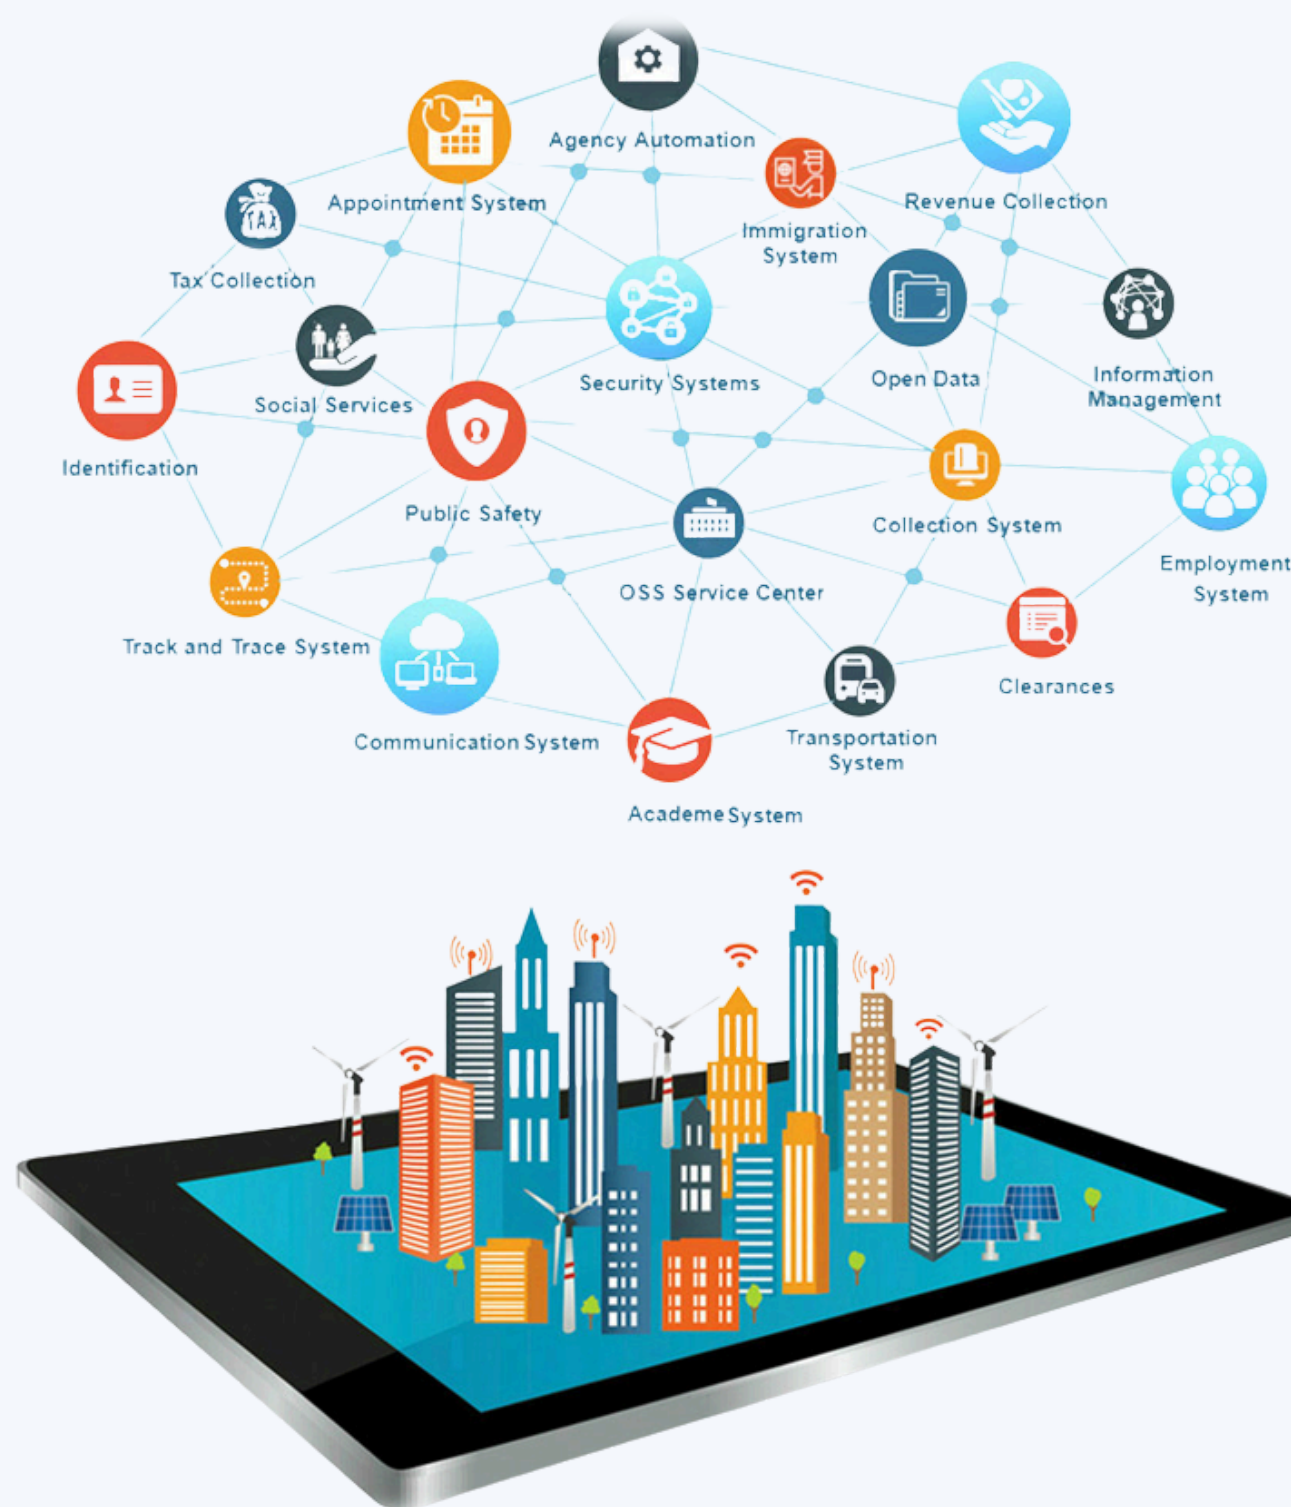 Agency Automation
Appointment System
Revenue Collection
Immigration
System
TAX
Tax Collection
Security Systems
Open Data
Information
Management
Social Services
Identification
Public Safety
Collection System
Employment
System
OSS Service Center
Track and Trace System
Clearances
Communication System
Transportation
System
Academe System